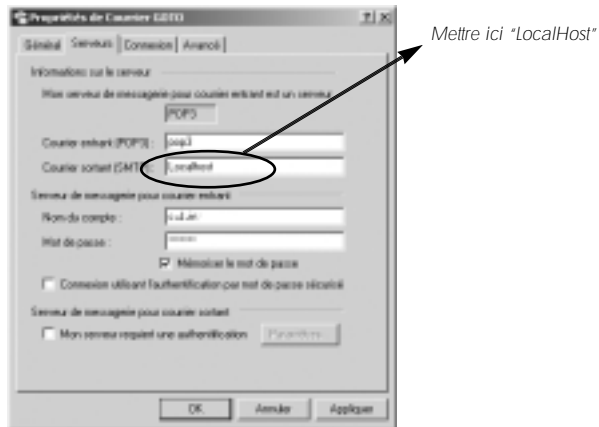 Propriétés de Courrier GOTO
Mettre ici "LocalHost"
Général Serveurs Connexion Avancé
Informations sur le serveur
Mon serveur de messagerie pour courrier entrant est un serveur
POP3
Courrier entrant (POP3) : pop3
Courrier sortant (SMTP) : Localhost
Serveur de messagerie pour courrier entrant
Nom du compte :
Mot de passe :
Mémoriser le mot de passe
Connexion utilisant l'authentification par mot de passe sécurisé
Serveur de messagerie pour courrier sortant
Mon serveur requiert une authentification Paramètres...
OK Annuler Appliquer